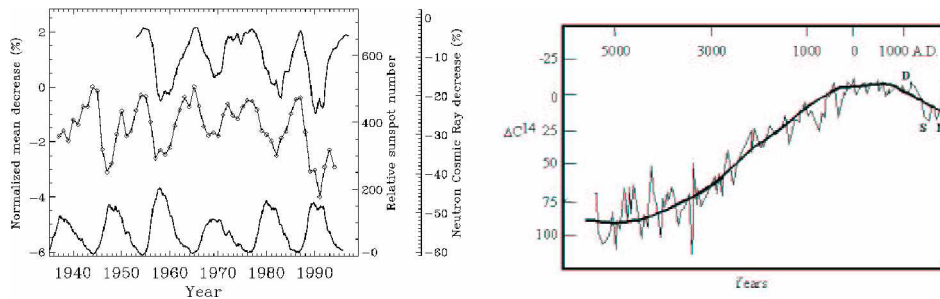 Normalized mean decrease (%)
2
0
-2
-4
-6
1940 1950 1960 1970 1980 1990
Year
600
400
200
0
Relative sunspot number
0
-10
-20
-30
-40
-50
-60
Neutron Cosmic Ray decrease (%)
5000 3000 1000 0 1000 A.D.
-25
0
25
50
75
100
ΔC14
D
S
Years